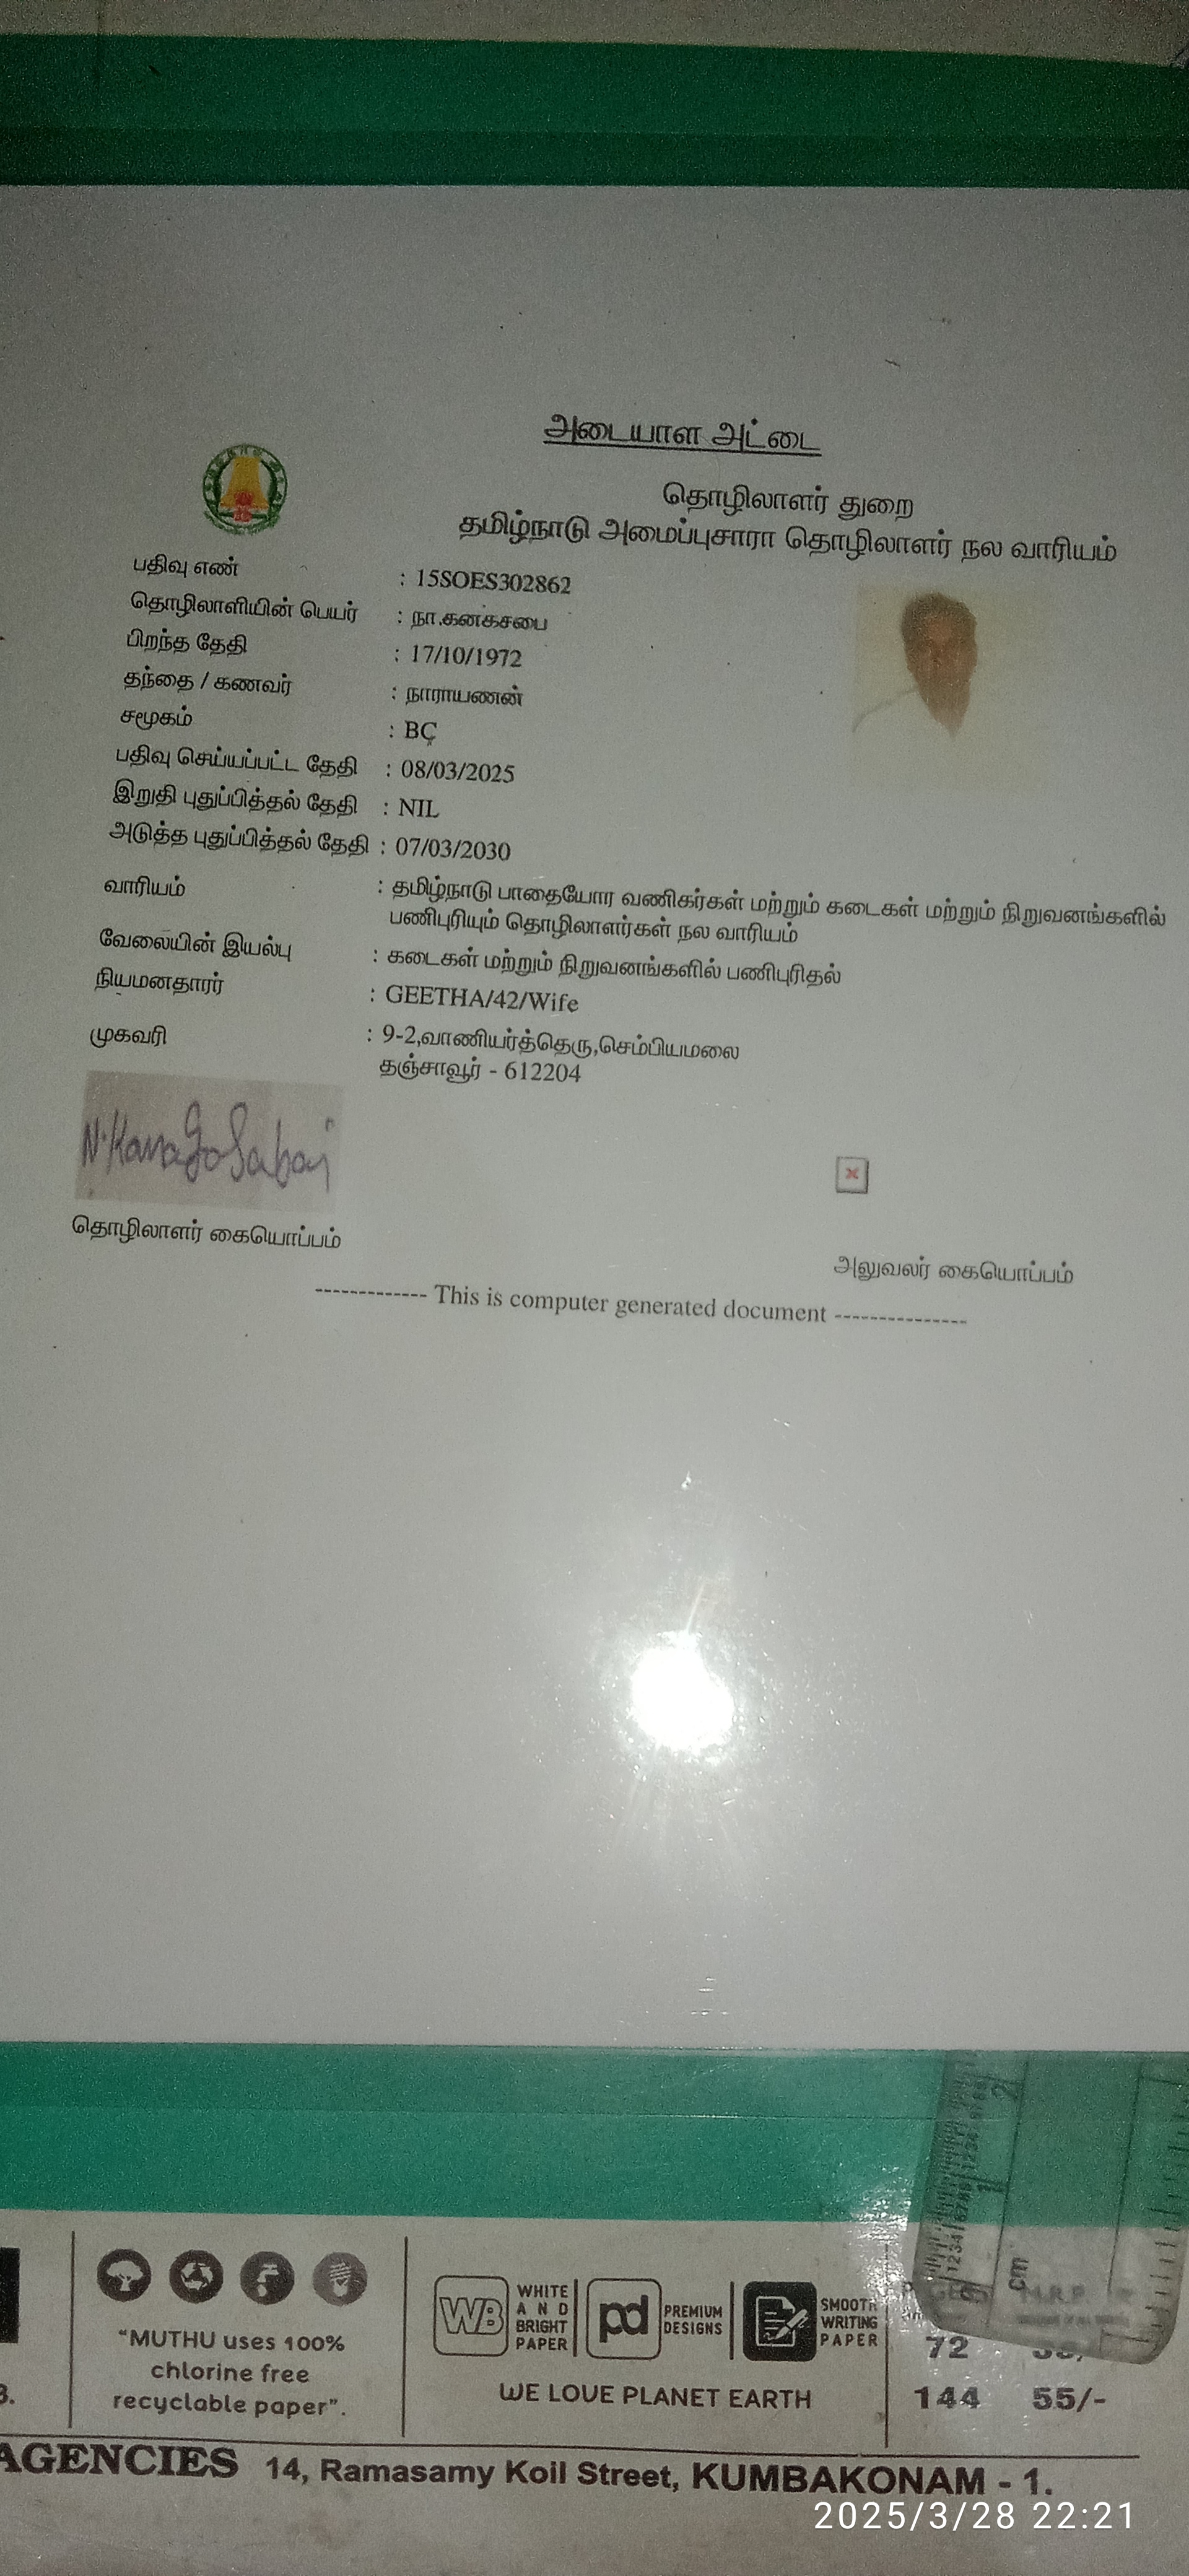 அடையாள அட்டை
தொழிலாளர் துறை
தமிழ்நாடு அமைப்புசாரா தொழிலாளர் நல வாரியம்
பதிவு எண் : 15SOES302862
தொழிலாளியின் பெயர் : நா.கனகசபை
பிறந்த தேதி : 17/10/1972
தந்தை / கணவர் : நாராயணன்
சமூகம் : BC
பதிவு செய்யப்பட்ட தேதி : 08/03/2025
இறுதி புதுப்பித்தல் தேதி : NIL
அடுத்த புதுப்பித்தல் தேதி : 07/03/2030
வாரியம் : தமிழ்நாடு பாதையோர வணிகர்கள் மற்றும் கடைகள் மற்றும் நிறுவனங்களில்
பணிபுரியும் தொழிலாளர்கள் நல வாரியம்
வேலையின் இயல்பு : கடைகள் மற்றும் நிறுவனங்களில் பணிபுரிதல்
நியமனதாரர் : GEETHA/42/Wife
முகவரி : 9-2,வாணியர்த்தெரு,செம்பியமலை
தஞ்சாவூர் - 612204
N.KanagaSabai
தொழிலாளர் கையொப்பம்
அலுவலர் கையொப்பம்
------------- This is computer generated document ---------------
"MUTHU uses 100%
chlorine free
recyclable paper".
WB WHITE
AND
BRIGHT
PAPER
pd PREMIUM
DESIGNS
SMOOTH
WRITING
PAPER
WE LOVE PLANET EARTH
cm
72
144 55/-
AGENCIES 14, Ramasamy Koil Street, KUMBAKONAM - 1.
2025/3/28 22:21